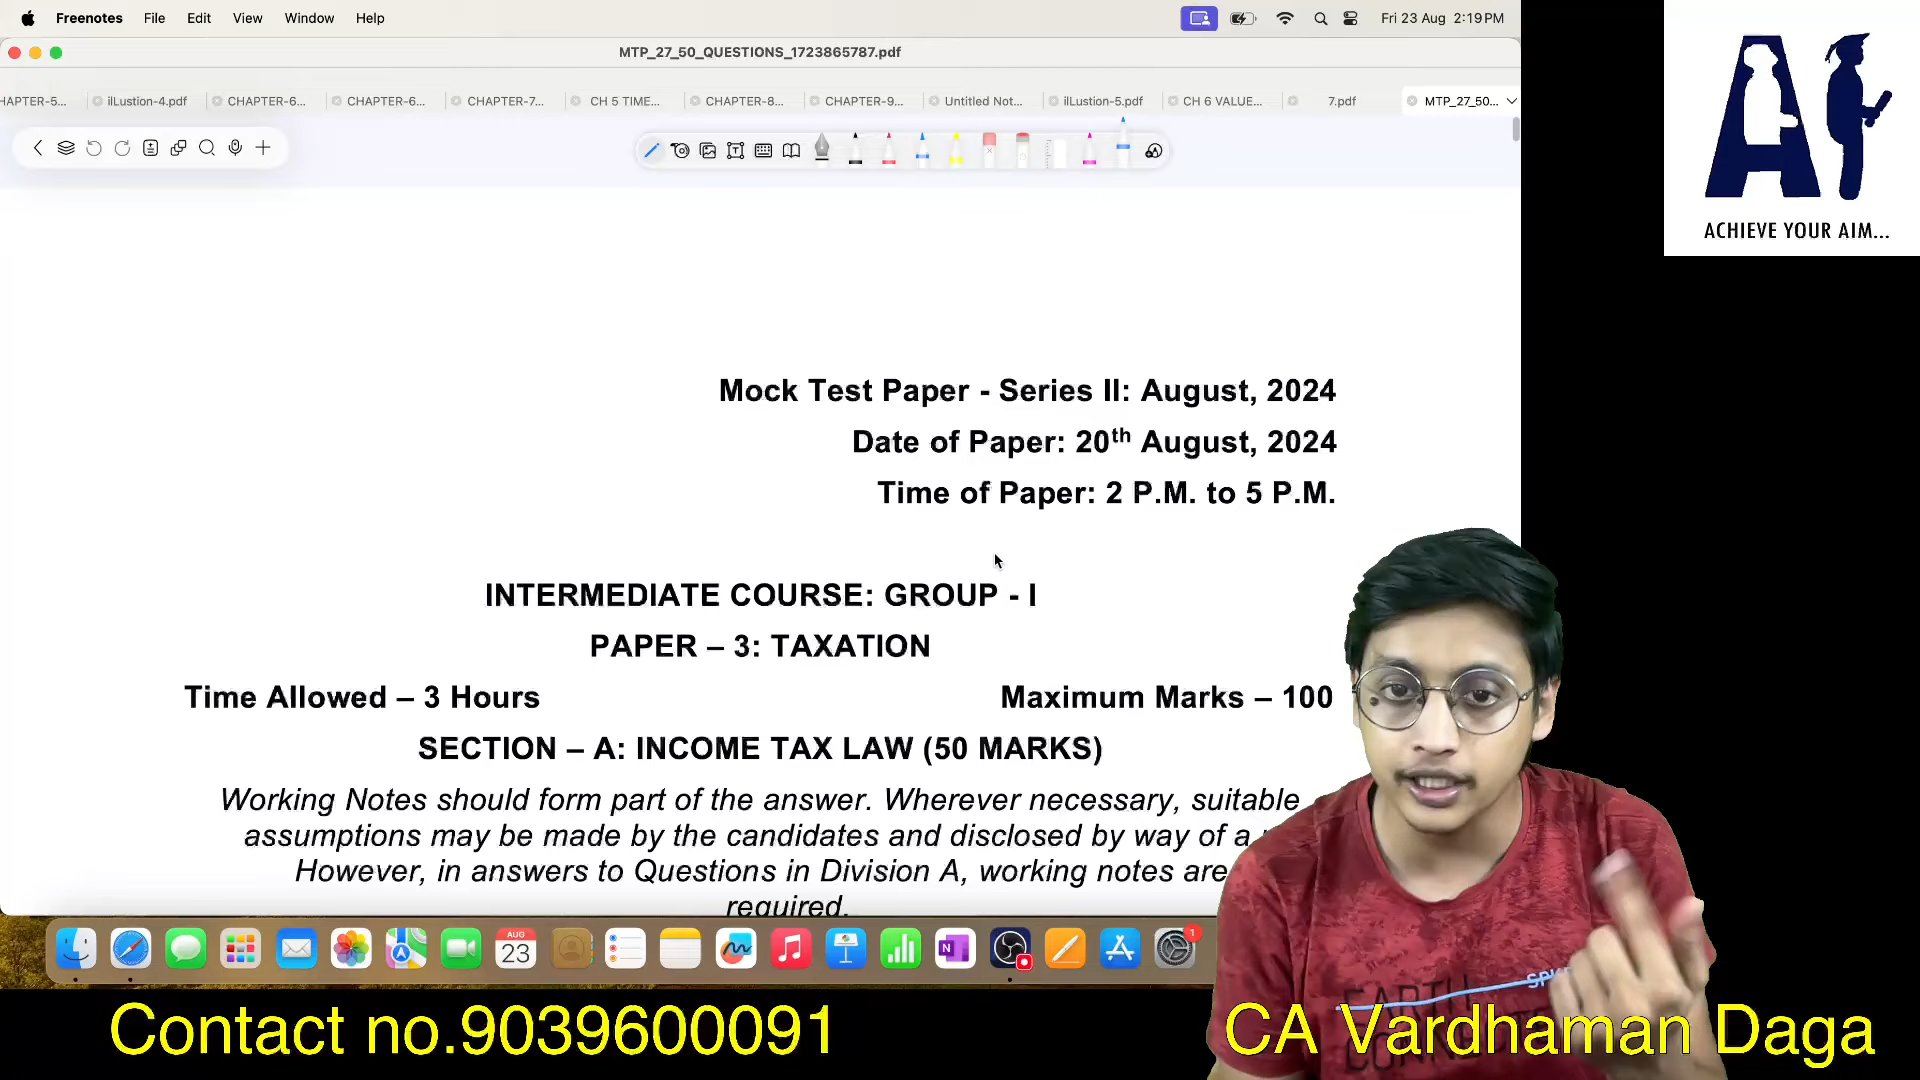 Freenotes File Edit View Window Help Fri 23 Aug 2:19 PM
MTP_27_50_QUESTIONS_1723865787.pdf
HAPTER-5... ilLustion-4.pdf CHAPTER-6... CHAPTER-6... CHAPTER-7... CH 5 TIME... CHAPTER-8... CHAPTER-9... Untitled Not... ilLustion-5.pdf CH 6 VALUE... 7.pdf MTP_27_50...
ACHIEVE YOUR AIM...
Mock Test Paper - Series II: August, 2024
Date of Paper: 20th August, 2024
Time of Paper: 2 P.M. to 5 P.M.
INTERMEDIATE COURSE: GROUP - I
PAPER – 3: TAXATION
Time Allowed – 3 Hours Maximum Marks – 100
SECTION – A: INCOME TAX LAW (50 MARKS)
Working Notes should form part of the answer. Wherever necessary, suitable
assumptions may be made by the candidates and disclosed by way of a
However, in answers to Questions in Division A, working notes are
required.
AUG
23
1
EARTH
Contact no.9039600091 CA Vardhaman Daga